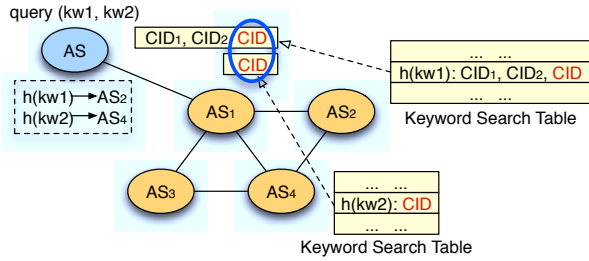 query (kw1, kw2)
AS
h(kw1)→AS2
h(kw2)→AS4
CID1, CID2 CID
CID
AS1
AS2
AS3
AS4
... ...
h(kw1): CID1, CID2, CID
... ...
Keyword Search Table
... ...
h(kw2): CID
... ...
Keyword Search Table